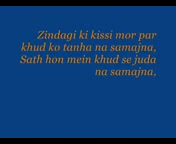 Zindagi ki kissi mor par
khud ko tanha na samajna,
Sath hon mein khud se juda
na samajna,